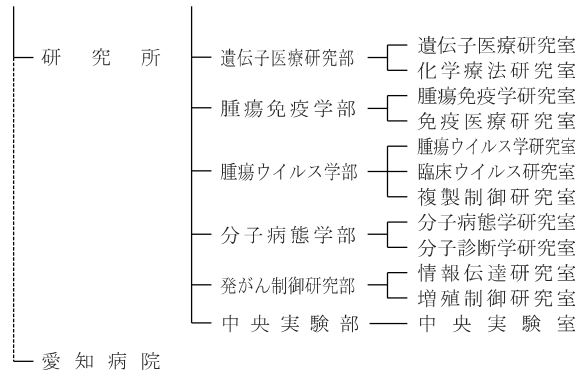 研究所
遺伝子医療研究部
遺伝子医療研究室
化学療法研究室
腫瘍免疫学部
腫瘍免疫学研究室
免疫医療研究室
腫瘍ウイルス学部
腫瘍ウイルス学研究室
臨床ウイルス研究室
複製制御研究室
分子病態学部
分子病態学研究室
分子診断学研究室
発がん制御研究部
情報伝達研究室
増殖制御研究室
中央実験部
中央実験室
愛知病院